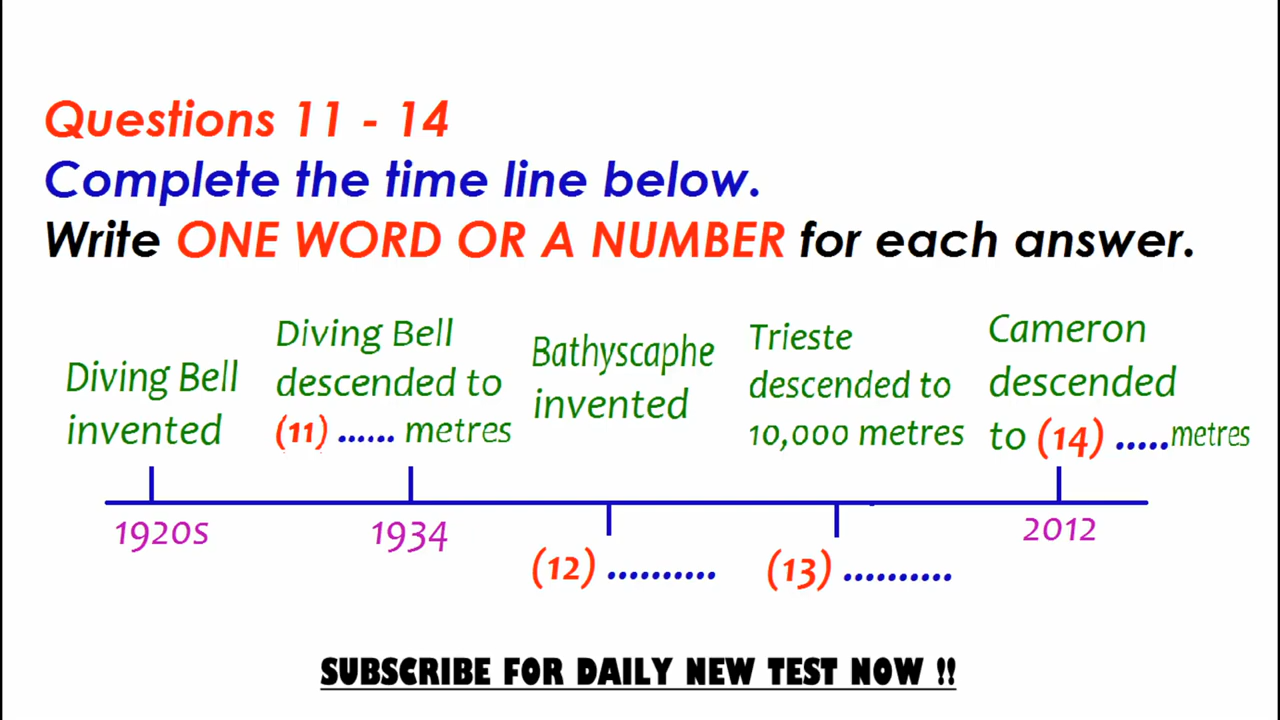 Questions 11 - 14
Complete the time line below.
Write ONE WORD OR A NUMBER for each answer.
Diving Bell
invented
Diving Bell
descended to
(11) ...... metres
Bathyscaphe
invented
Trieste
descended to
10,000 metres
Cameron
descended
to (14) .....metres
1920s
1934
(12) ..........
(13) ..........
2012
SUBSCRIBE FOR DAILY NEW TEST NOW !!